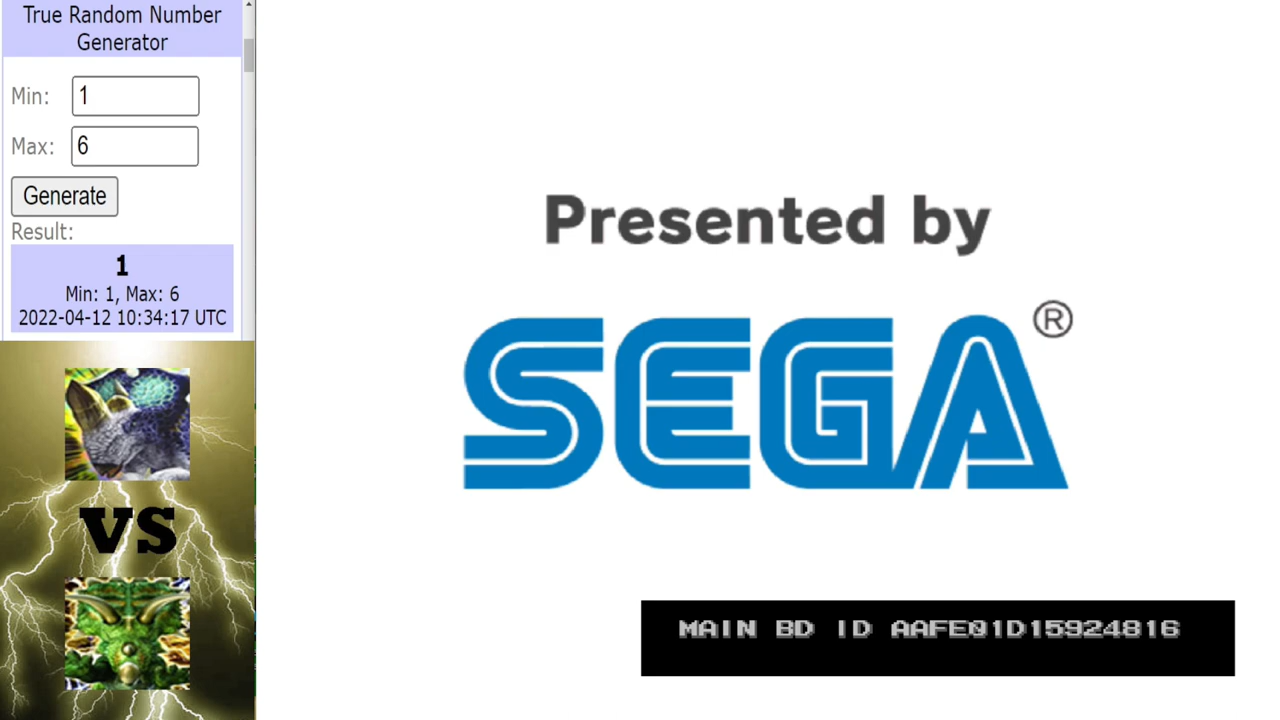 True Random Number
Generator
Min: 1
Max: 6
Generate
Result:
1
Min: 1, Max: 6
2022-04-12 10:34:17 UTC
vs
Presented by
SEGA®
MAIN BD ID AAFE01D15924816